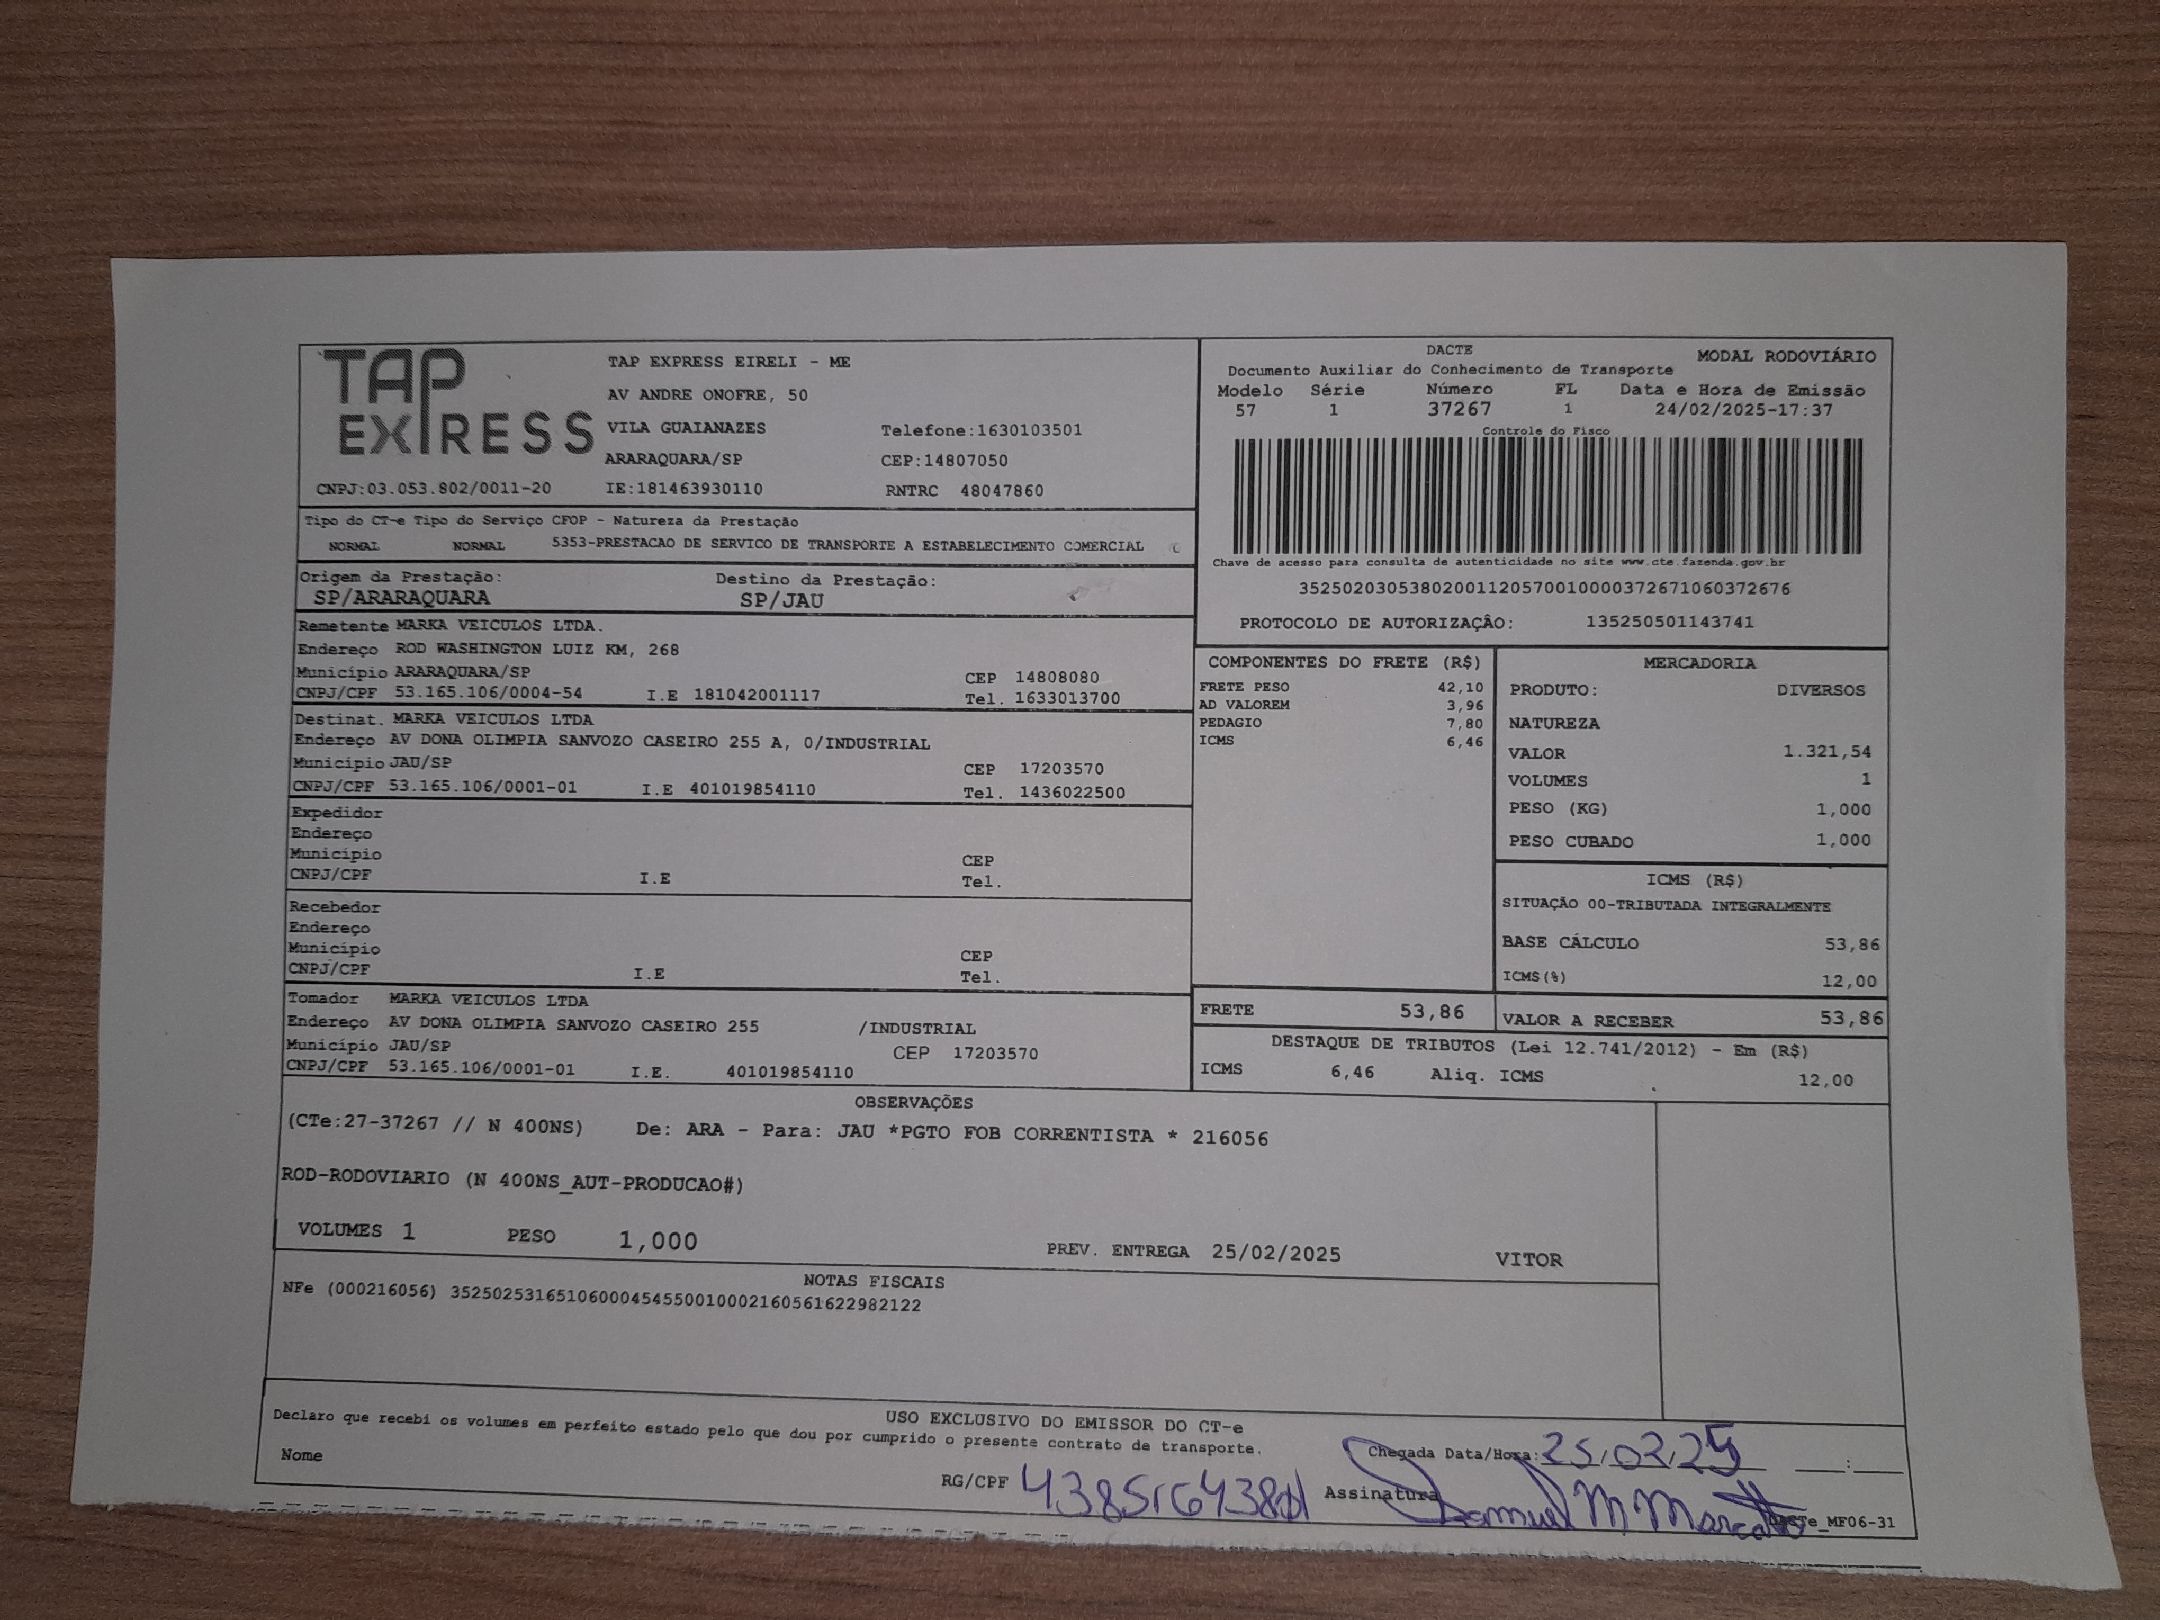 TAP
EXPRESS
TAP EXPRESS EIRELI - ME
AV ANDRE ONOFRE, 50
VILA GUAIANAZES Telefone:1630103501
ARARAQUARA/SP CEP:14807050
CNPJ:03.053.802/0011-20 IE:181463930110 RNTRC 48047860
DACTE MODAL RODOVIÁRIO
Documento Auxiliar do Conhecimento de Transporte
Modelo Série Número FL Data e Hora de Emissão
57 1 37267 1 24/02/2025-17:37
Controle do Fisco
Chave de acesso para consulta de autenticidade no site www.cte.fazenda.gov.br
35250203053802001120570010000372671060372676
PROTOCOLO DE AUTORIZAÇÃO: 135250501143741
Tipo do CT-e Tipo do Serviço CFOP - Natureza da Prestação
NORMAL NORMAL 5353-PRESTACAO DE SERVICO DE TRANSPORTE A ESTABELECIMENTO COMERCIAL C
Origem da Prestação: Destino da Prestação:
SP/ARARAQUARA SP/JAU
Remetente MARKA VEICULOS LTDA.
Endereço ROD WASHINGTON LUIZ KM, 268
Município ARARAQUARA/SP CEP 14808080
CNPJ/CPF 53.165.106/0004-54 I.E 181042001117 Tel. 1633013700
Destinat. MARKA VEICULOS LTDA
Endereço AV DONA OLIMPIA SANVOZO CASEIRO 255 A, 0/INDUSTRIAL
Município JAU/SP CEP 17203570
CNPJ/CPF 53.165.106/0001-01 I.E 401019854110 Tel. 1436022500
Expedidor
Endereço
Município CEP
CNPJ/CPF I.E Tel.
Recebedor
Endereço
Município CEP
CNPJ/CPF I.E Tel.
Tomador MARKA VEICULOS LTDA
Endereço AV DONA OLIMPIA SANVOZO CASEIRO 255 /INDUSTRIAL
Município JAU/SP CEP 17203570
CNPJ/CPF 53.165.106/0001-01 I.E. 401019854110
COMPONENTES DO FRETE (R$)
FRETE PESO 42,10
AD VALOREM 3,96
PEDAGIO 7,80
ICMS 6,46
MERCADORIA
PRODUTO: DIVERSOS
NATUREZA
VALOR 1.321,54
VOLUMES 1
PESO (KG) 1,000
PESO CUBADO 1,000
ICMS (R$)
SITUAÇÃO 00-TRIBUTADA INTEGRALMENTE
BASE CÁLCULO 53,86
ICMS(%) 12,00
FRETE 53,86 VALOR A RECEBER 53,86
DESTAQUE DE TRIBUTOS (Lei 12.741/2012) - Em (R$)
ICMS 6,46 Aliq. ICMS 12,00
OBSERVAÇÕES
(CTe:27-37267 // N 400NS) De: ARA - Para: JAU *PGTO FOB CORRENTISTA * 216056
ROD-RODOVIARIO (N 400NS_AUT-PRODUCAO#)
VOLUMES 1 PESO 1,000 PREV. ENTREGA 25/02/2025 VITOR
NOTAS FISCAIS
NFe (000216056) 35250253165106000454550010002160561622982122
USO EXCLUSIVO DO EMISSOR DO CT-e
Declaro que recebi os volumes em perfeito estado pelo que dou por cumprido o presente contrato de transporte.
Chegada Data/Hora: 25/02/25 :
Nome RG/CPF Assinatura Samuel M
_MF06-31